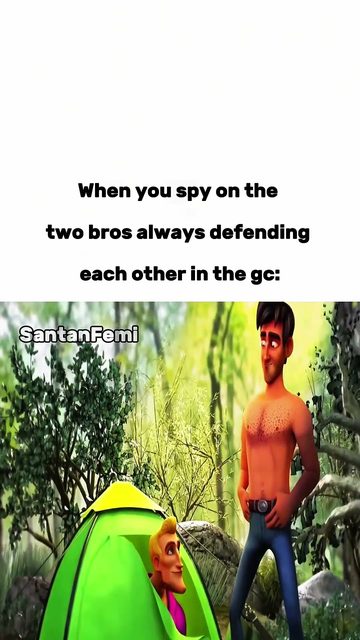 When you spy on the
two bros always defending
each other in the gc:
SantanFemi